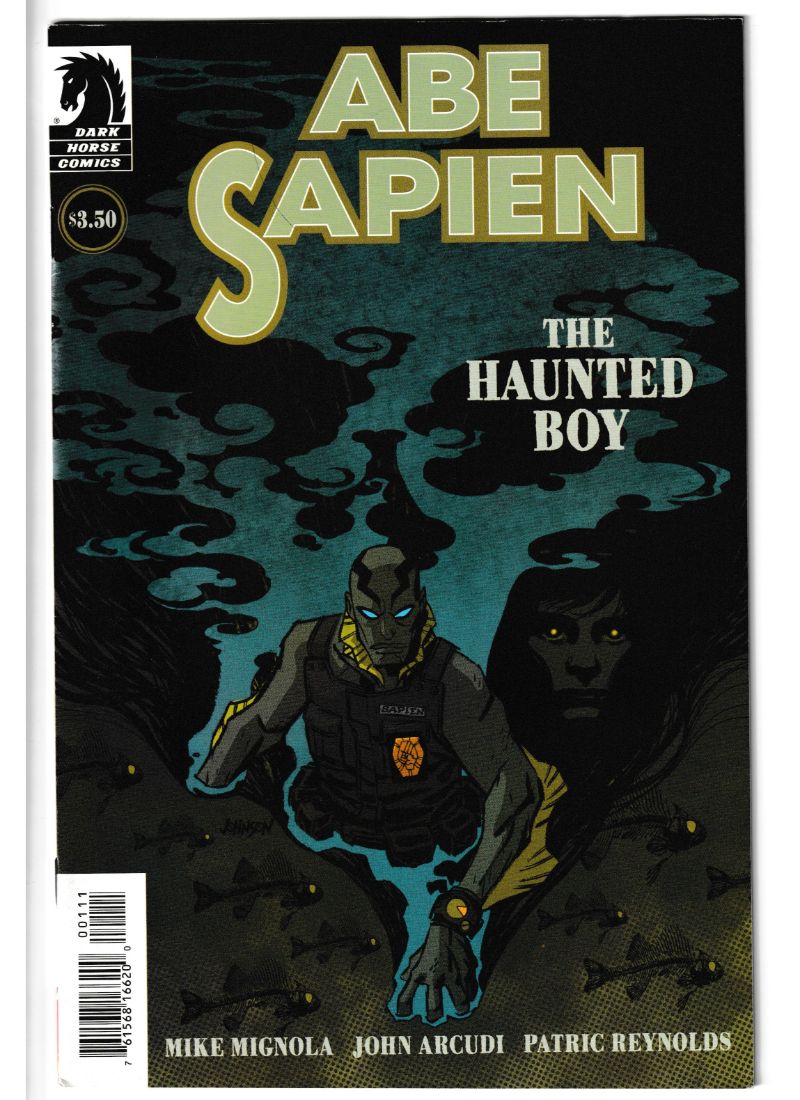 ABE
SAPIEN
DARK
HORSE
COMICS
®
$3.50
THE
HAUNTED
BOY
SAPIEN
JOHNSON
00111
7 61568 16620 0
MIKE MIGNOLA JOHN ARCUDI PATRIC REYNOLDS